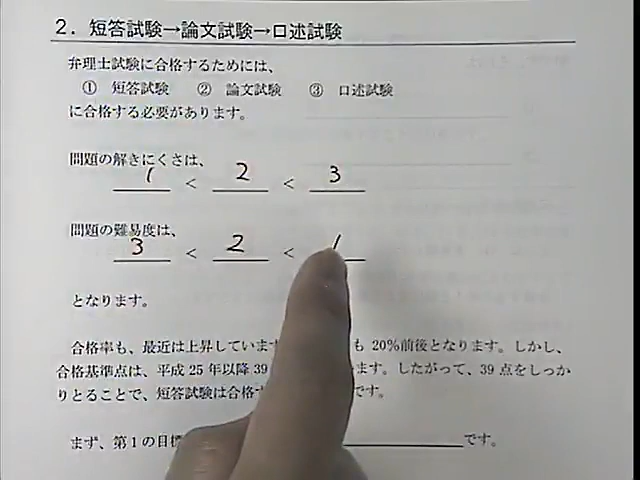 2．短答試験→論文試験→口述試験
弁理士試験に合格するためには、
① 短答試験 ② 論文試験 ③ 口述試験
に合格する必要があります。
問題の解きにくさは、
1 < 2 < 3
問題の難易度は、
3 < 2 < 1
となります。
合格率も、最近は上昇していま も 20%前後となります。しかし、
合格基準点は、平成 25 年以降 39 ます。したがって、39 点をしっか
りとることで、短答試験は合格 です。
まず、第1の目 です。